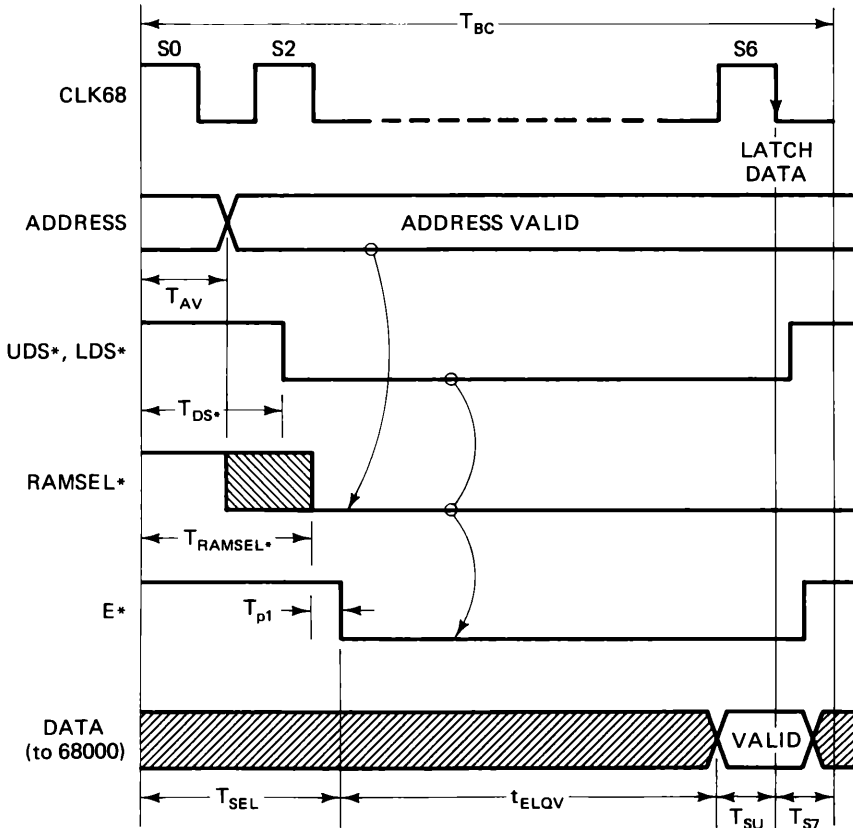 T_BC
S0 S2 S6
CLK68
LATCH
DATA
ADDRESS
ADDRESS VALID
T_AV
UDS*, LDS*
T_DS*
RAMSEL*
T_RAMSEL*
E*
T_p1
DATA
(to 68000)
VALID
T_SEL t_ELQV T_SU T_S7